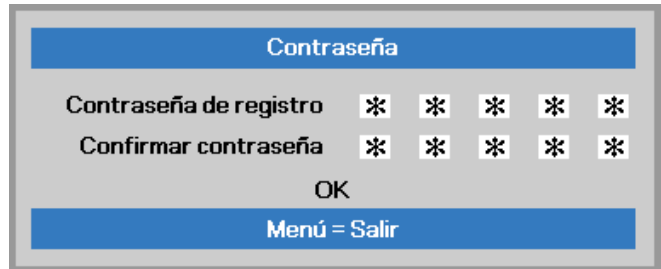 Contraseña
Contraseña de registro * * * * *
Confirmar contraseña * * * * *
OK
Menú = Salir